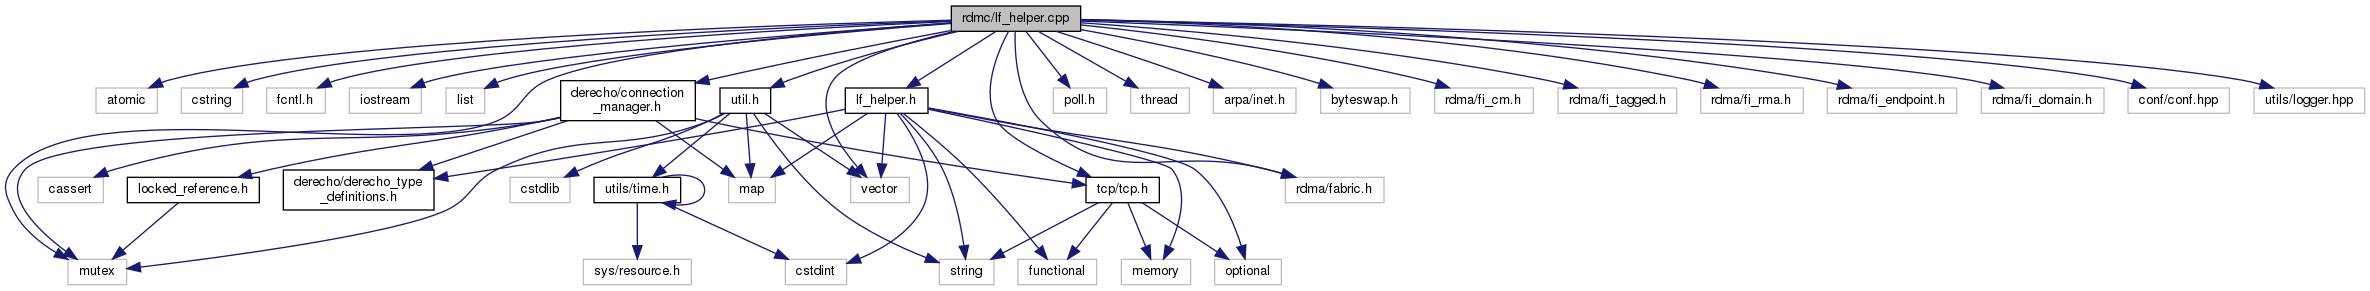 rdmc/lf_helper.cpp
atomic
cstring
fcntl.h
iostream
list
derecho/connection
_manager.h
util.h
lf_helper.h
poll.h
thread
arpa/inet.h
byteswap.h
rdma/fi_cm.h
rdma/fi_tagged.h
rdma/fi_rma.h
rdma/fi_endpoint.h
rdma/fi_domain.h
conf/conf.hpp
utils/logger.hpp
cassert
locked_reference.h
derecho/derecho_type
_definitions.h
cstdlib
utils/time.h
map
vector
tcp/tcp.h
rdma/fabric.h
mutex
sys/resource.h
cstdint
string
functional
memory
optional